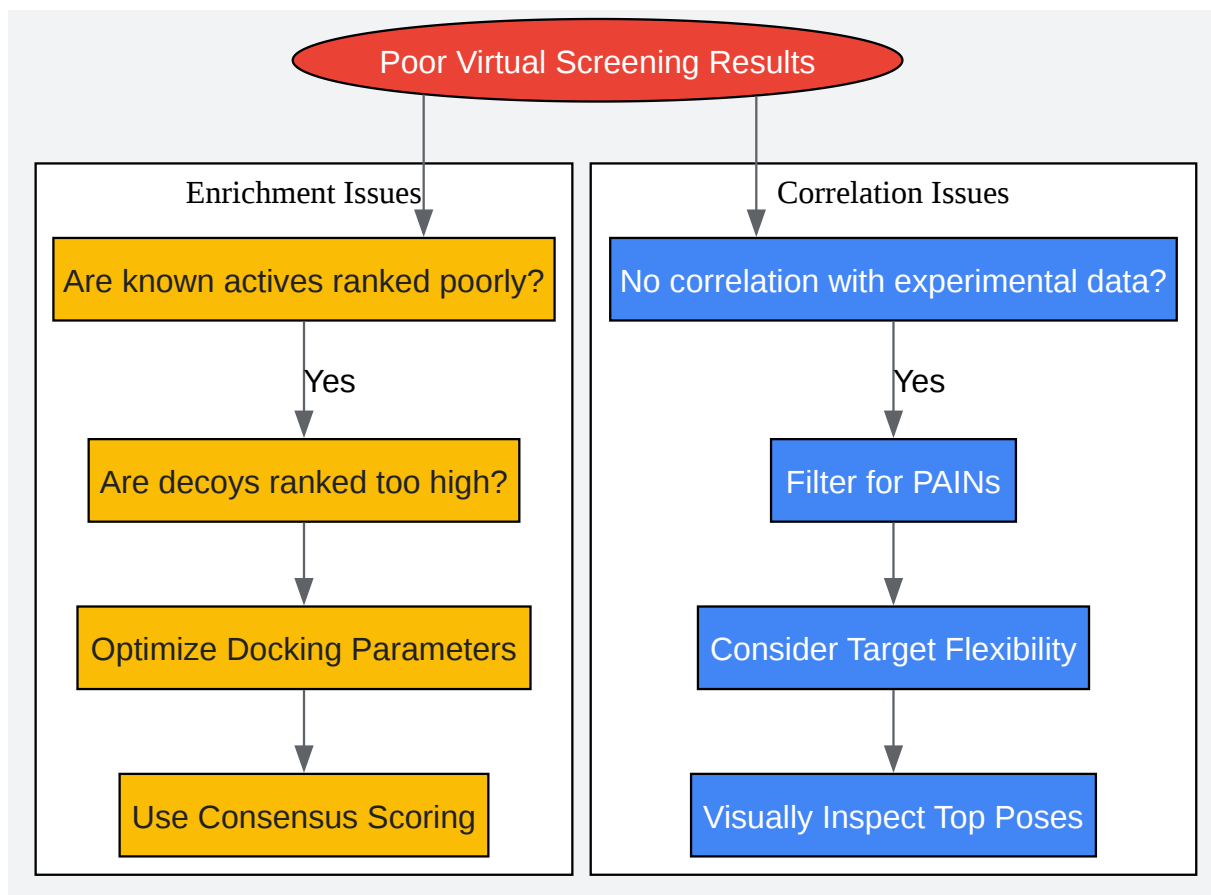 Poor Virtual Screening Results
Enrichment Issues
Are known actives ranked poorly?
Yes
Are decoys ranked too high?
Optimize Docking Parameters
Use Consensus Scoring
Correlation Issues
No correlation with experimental data?
Yes
Filter for PAINs
Consider Target Flexibility
Visually Inspect Top Poses